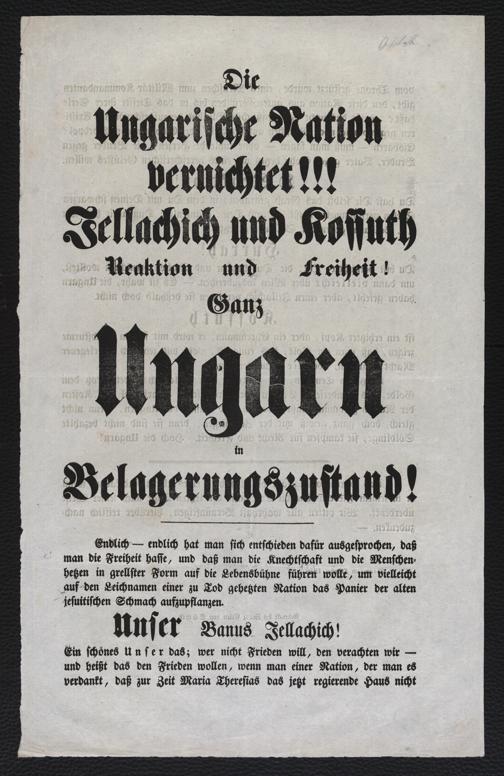 Die
Ungarische Nation
vernichtet!!!
Jellachich und Kossuth
Reaktion und Freiheit!
Ganz
Ungarn
in
Belagerungszustand!
Endlich — endlich hat man sich entschieden dafür ausgesprochen, daß
man die Freiheit hasse, und daß man die Knechtschaft und die Menschen-
hetzen in grellster Form auf die Lebensbühne führen wolle, um vielleicht
auf den Leichnamen einer zu Tod gehetzten Nation das Panier der alten
jesuitischen Schmach aufzupflanzen.
Unser Banus Jellachich!
Ein schönes Unser das; wer nicht Frieden will, den verachten wir —
und heißt das den Frieden wollen, wenn man einer Nation, der man es
verdankt, daß zur Zeit Maria Theresias das jetzt regierende Haus nicht